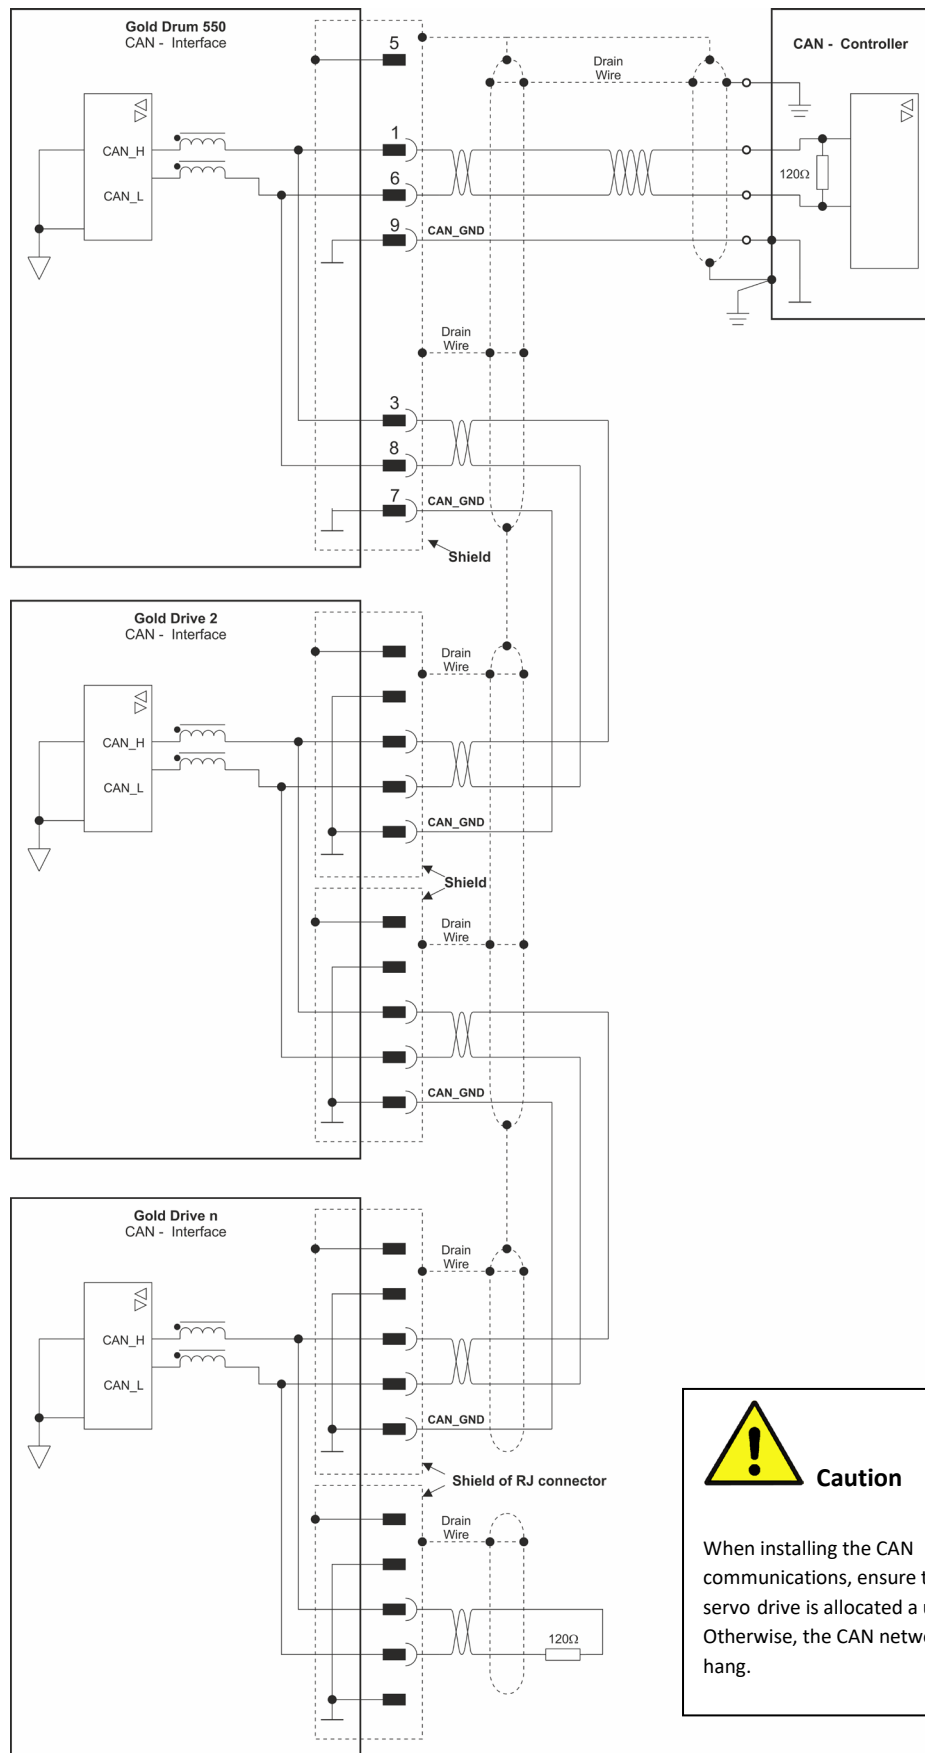 Gold Drum 550
CAN - Interface
CAN_H
CAN_L
5
1
6
9
CAN_GND
Drain
Wire
CAN - Controller
120Ω
Drain
Wire
3
8
7
CAN_GND
Shield
Gold Drive 2
CAN - Interface
CAN_H
CAN_L
Drain
Wire
CAN_GND
Shield
Drain
Wire
CAN_GND
Gold Drive n
CAN - Interface
CAN_H
CAN_L
Drain
Wire
CAN_GND
Shield of RJ connector
Drain
Wire
120Ω
Caution
When installing the CAN
communications, ensure
servo drive is allocated a
Otherwise, the CAN
hang.